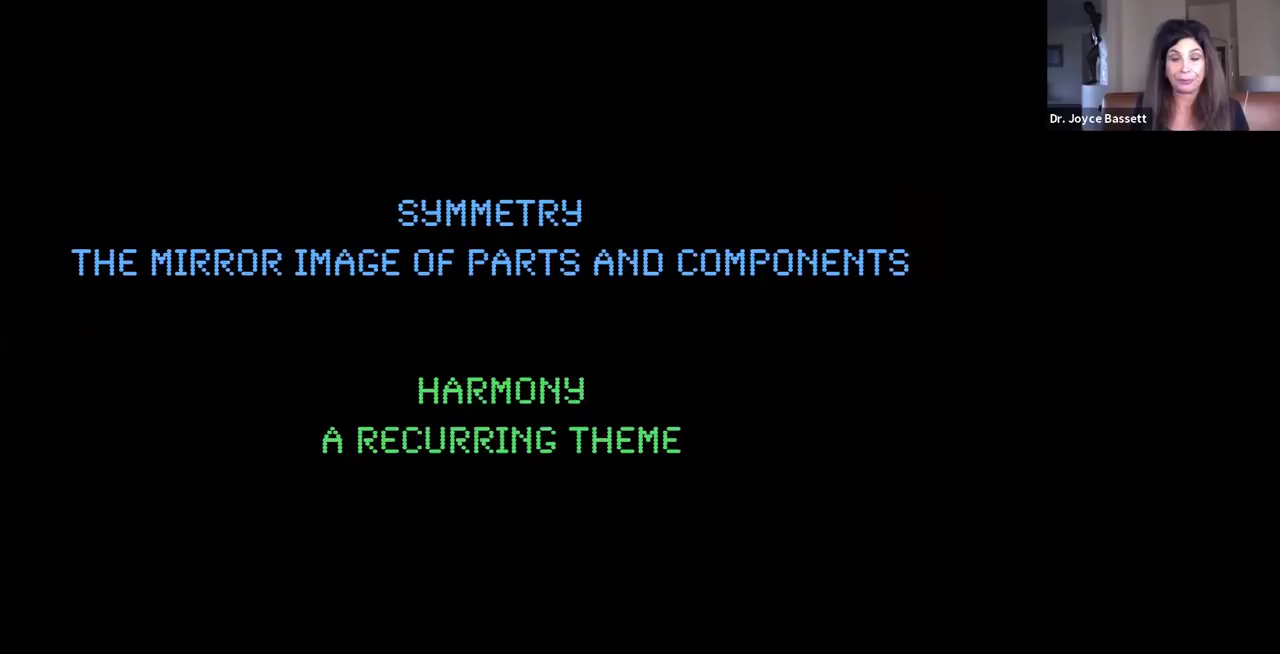 Dr. Joyce Bassett
SYMMETRY
THE MIRROR IMAGE OF PARTS AND COMPONENTS
HARMONY
A RECURRING THEME